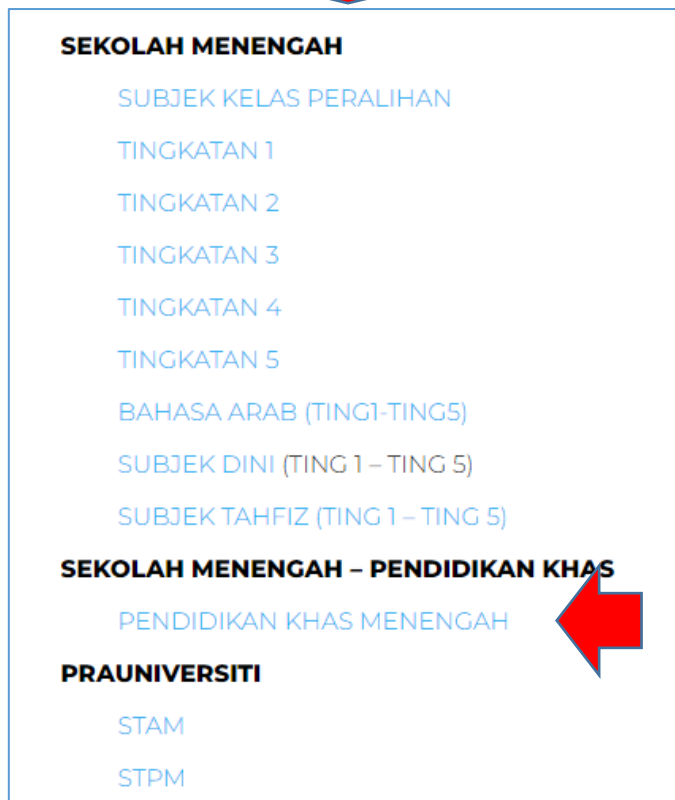 SEKOLAH MENENGAH
SUBJEK KELAS PERALIHAN
TINGKATAN 1
TINGKATAN 2
TINGKATAN 3
TINGKATAN 4
TINGKATAN 5
BAHASA ARAB (TING1-TING5)
SUBJEK DINI (TING 1 – TING 5)
SUBJEK TAHFIZ (TING 1 – TING 5)
SEKOLAH MENENGAH – PENDIDIKAN KHAS
PENDIDIKAN KHAS MENENGAH
PRAUNIVERSITI
STAM
STPM